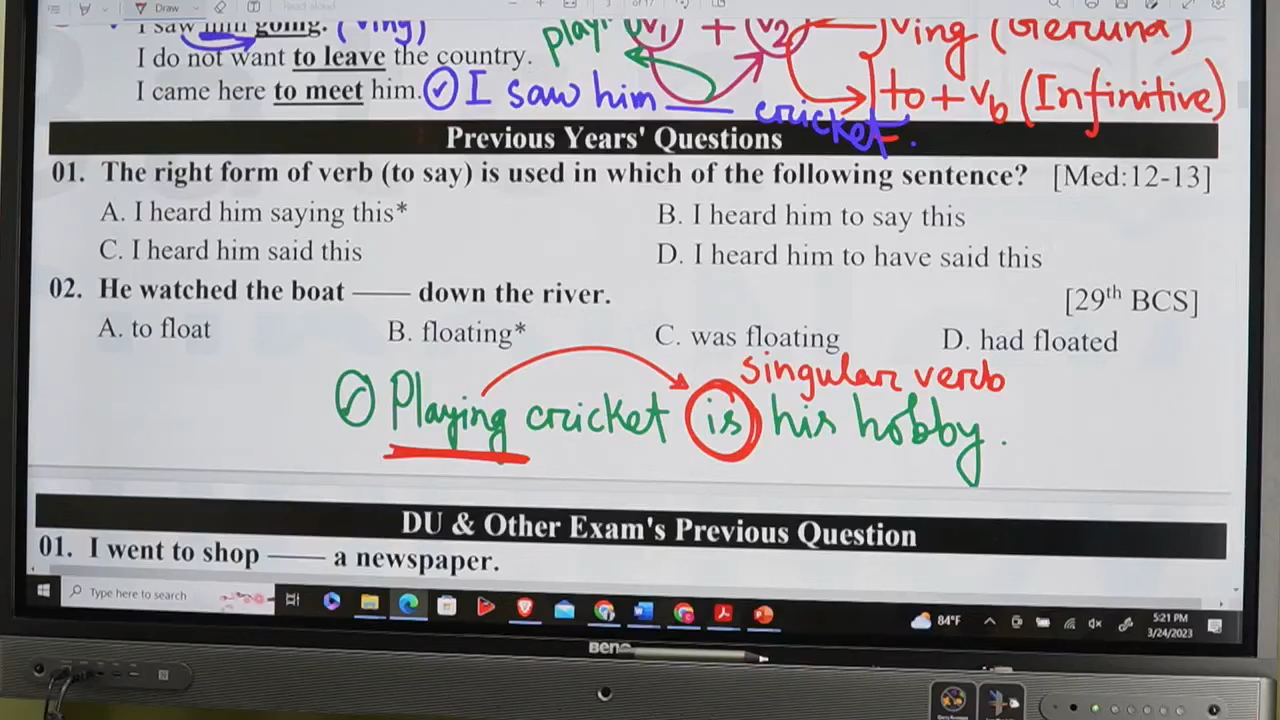 Draw
Read aloud
I saw him going. (Ving)
play (V1) + (V2) Ving (Gerund)
I do not want to leave the country.
I came here to meet him. I saw him ___ cricket. to + Vb (Infinitive)
Previous Years' Questions
01. The right form of verb (to say) is used in which of the following sentence? [Med:12-13]
A. I heard him saying this* B. I heard him to say this
C. I heard him said this D. I heard him to have said this
02. He watched the boat —— down the river. [29th BCS]
A. to float B. floating* C. was floating D. had floated
singular verb
Playing cricket is his hobby.
DU & Other Exam's Previous Question
01. I went to shop —— a newspaper.
Type here to search
84°F
5:21 PM
3/24/2023
BenQ